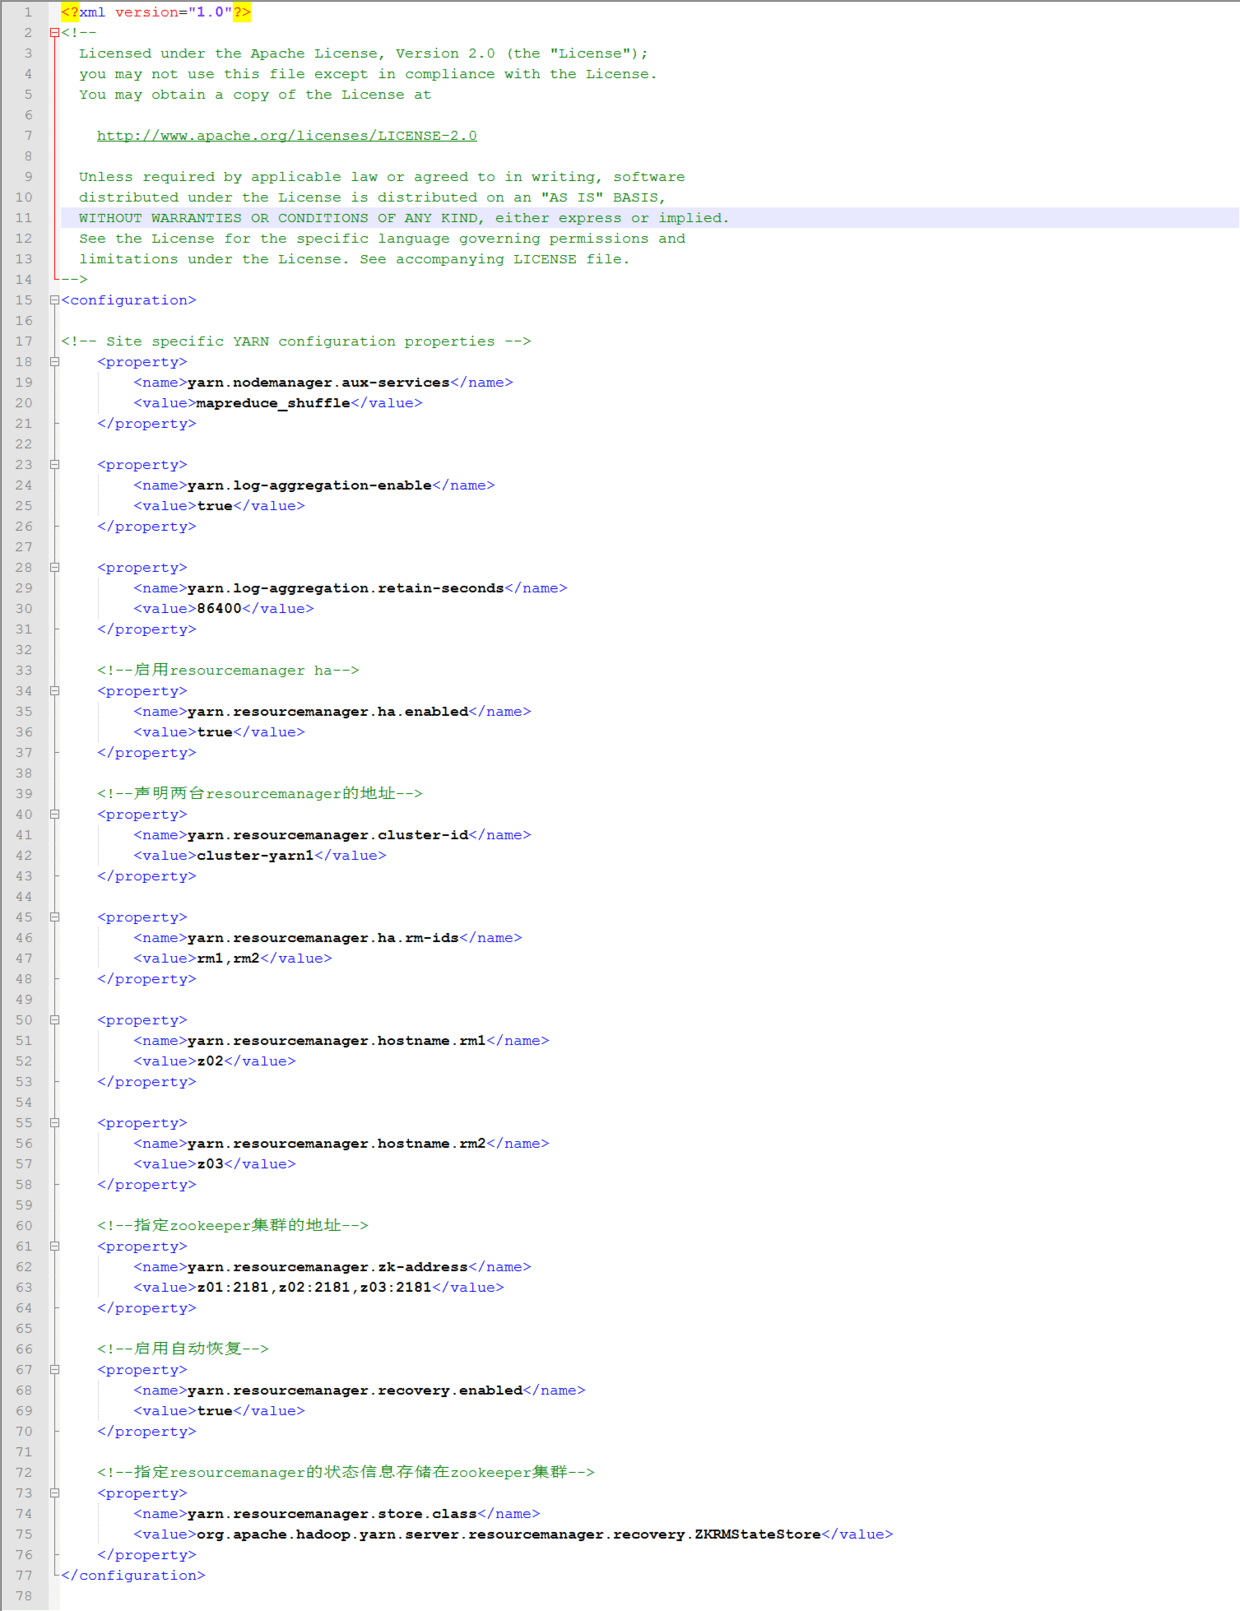 1 <?xml version="1.0"?>
2 <!--
3 Licensed under the Apache License, Version 2.0 (the "License");
4 you may not use this file except in compliance with the License.
5 You may obtain a copy of the License at
6
7 http://www.apache.org/licenses/LICENSE-2.0
8
9 Unless required by applicable law or agreed to in writing, software
10 distributed under the License is distributed on an "AS IS" BASIS,
11 WITHOUT WARRANTIES OR CONDITIONS OF ANY KIND, either express or implied.
12 See the License for the specific language governing permissions and
13 limitations under the License. See accompanying LICENSE file.
14 -->
15 <configuration>
16
17 <!-- Site specific YARN configuration properties -->
18 <property>
19 <name>yarn.nodemanager.aux-services</name>
20 <value>mapreduce_shuffle</value>
21 </property>
22
23 <property>
24 <name>yarn.log-aggregation-enable</name>
25 <value>true</value>
26 </property>
27
28 <property>
29 <name>yarn.log-aggregation.retain-seconds</name>
30 <value>86400</value>
31 </property>
32
33 <!--启用resourcemanager ha-->
34 <property>
35 <name>yarn.resourcemanager.ha.enabled</name>
36 <value>true</value>
37 </property>
38
39 <!--声明两台resourcemanager的地址-->
40 <property>
41 <name>yarn.resourcemanager.cluster-id</name>
42 <value>cluster-yarn1</value>
43 </property>
44
45 <property>
46 <name>yarn.resourcemanager.ha.rm-ids</name>
47 <value>rm1,rm2</value>
48 </property>
49
50 <property>
51 <name>yarn.resourcemanager.hostname.rm1</name>
52 <value>z02</value>
53 </property>
54
55 <property>
56 <name>yarn.resourcemanager.hostname.rm2</name>
57 <value>z03</value>
58 </property>
59
60 <!--指定zookeeper集群的地址-->
61 <property>
62 <name>yarn.resourcemanager.zk-address</name>
63 <value>z01:2181,z02:2181,z03:2181</value>
64 </property>
65
66 <!--启用自动恢复-->
67 <property>
68 <name>yarn.resourcemanager.recovery.enabled</name>
69 <value>true</value>
70 </property>
71
72 <!--指定resourcemanager的状态信息存储在zookeeper集群-->
73 <property>
74 <name>yarn.resourcemanager.store.class</name>
75 <value>org.apache.hadoop.yarn.server.resourcemanager.recovery.ZKRMStateStore</value>
76 </property>
77 </configuration>
78